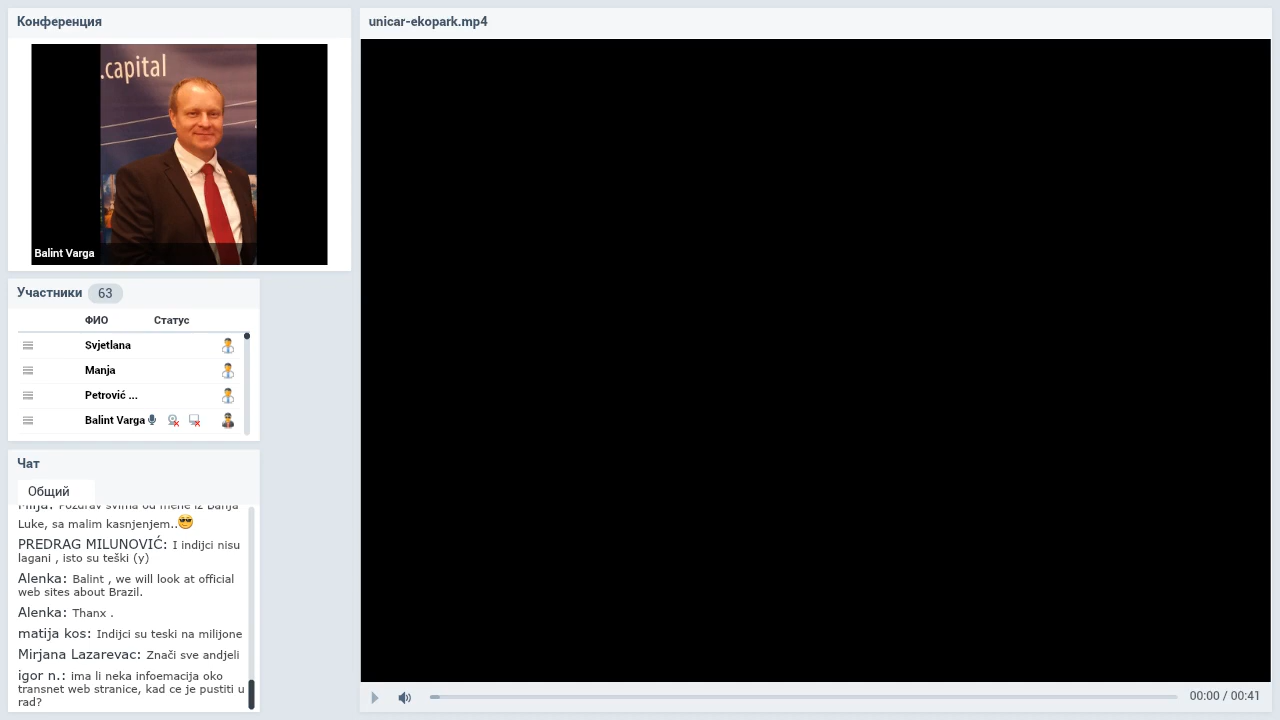 Конференция
.capital
Balint Varga
Участники 63
ФИО Статус
Svjetlana
Manja
Petrović ...
Balint Varga
Чат
Общий
Milja: Pozdrav svima od mene iz Banja
Luke, sa malim kasnjenjem..
PREDRAG MILUNOVIĆ: I indijci nisu
lagani , isto su teški (y)
Alenka: Balint , we will look at official
web sites about Brazil.
Alenka: Thanx .
matija kos: Indijci su teski na milijone
Mirjana Lazarevac: Znači sve andjeli
igor n.: ima li neka infoemacija oko
transnet web stranice, kad ce je pustiti u
rad?
unicar-ekopark.mp4
00:00 / 00:41